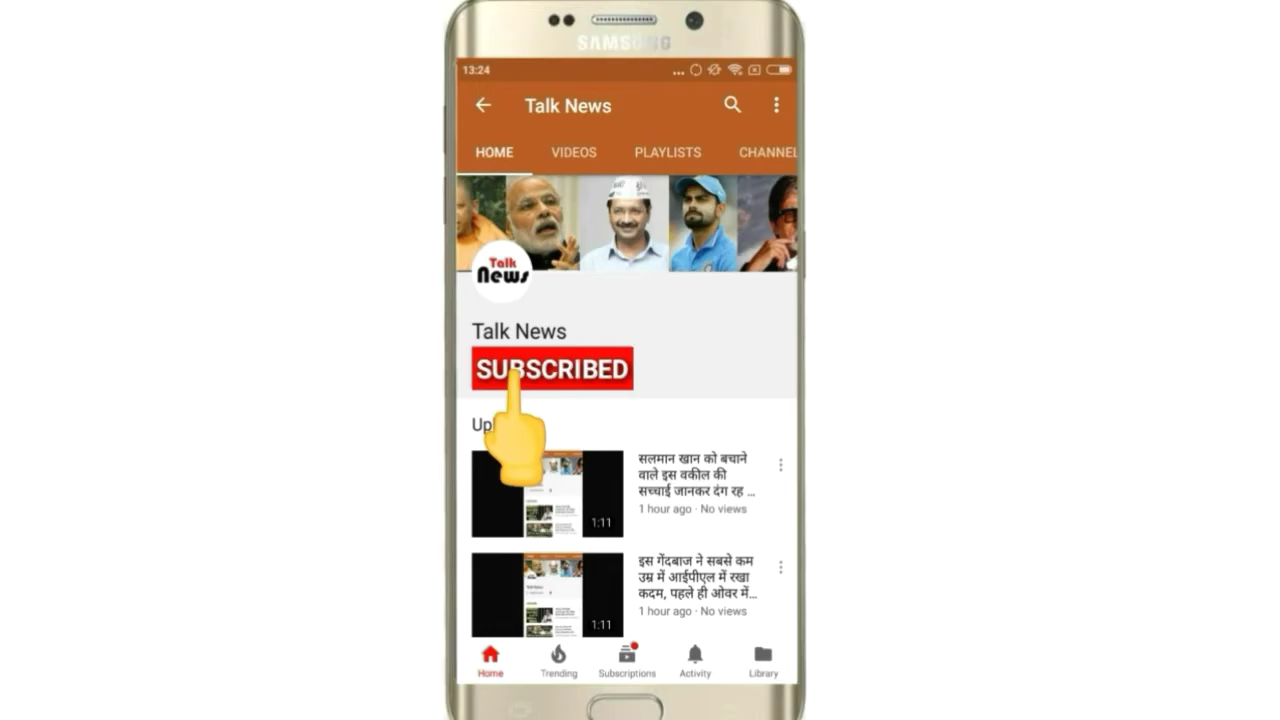 SAMSUNG
13:24
Talk News
HOME VIDEOS PLAYLISTS CHANNEL
Talk
News
Talk News
SUBSCRIBED
Up
सलमान खान को बचाने
वाले इस वकील की
सच्चाई जानकर दंग रह ...
1 hour ago · No views
1:11
इस गेंदबाज ने सबसे कम
उम्र में आईपीएल में रखा
कदम, पहले ही ओवर में...
1 hour ago · No views
1:11
Home Trending Subscriptions Activity Library